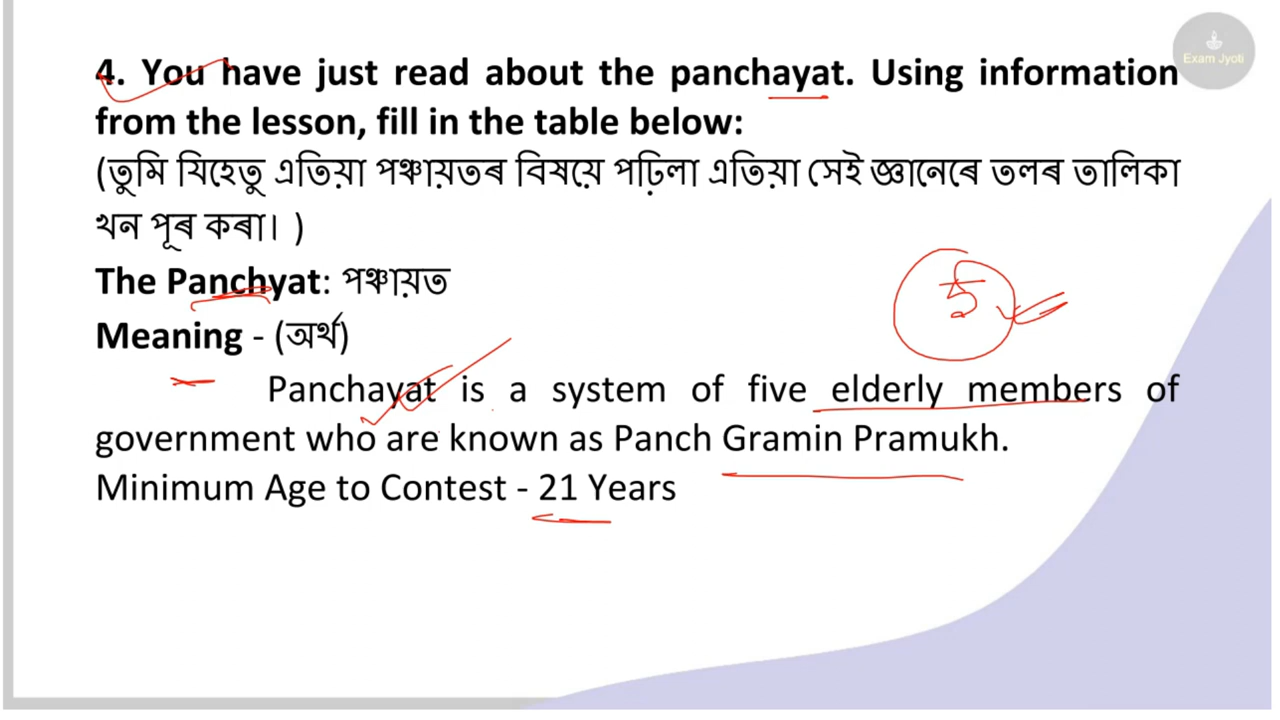 Exam Jyoti
4. You have just read about the panchayat. Using information
from the lesson, fill in the table below:
(তুমি যিহেতু এতিয়া পঞ্চায়তৰ বিষয়ে পঢ়িলা এতিয়া সেই জ্ঞানেৰে তলৰ তালিকা
খন পূৰ কৰা। )
The Panchyat: পঞ্চায়ত
Meaning - (অৰ্থ)
Panchayat is a system of five elderly members of
government who are known as Panch Gramin Pramukh.
Minimum Age to Contest - 21 Years